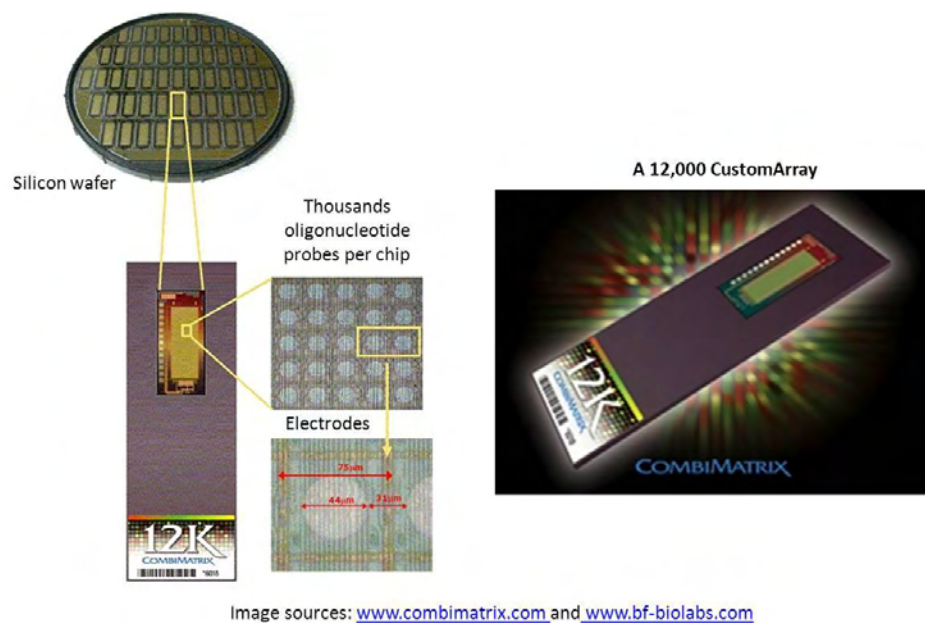 Silicon wafer
A 12,000 CustomArray
Thousands
oligonucleotide
probes per chip
Electrodes
75µm
44µm
31µm
12K
COMBIMATRIX
12K
COMBIMATRIX
COMBIMATRIX
Image sources: www.combimatrix.com and www.bf-biolabs.com